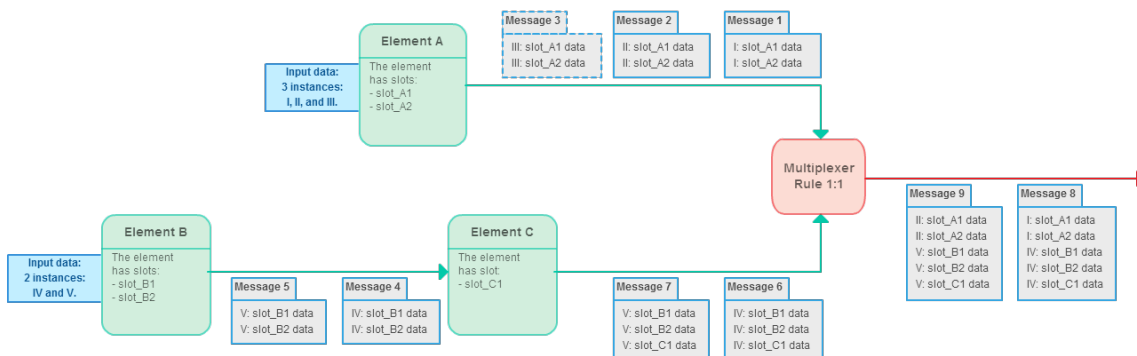 Message 3
III: slot_A1 data
III: slot_A2 data
Message 2
II: slot_A1 data
II: slot_A2 data
Message 1
I: slot_A1 data
I: slot_A2 data
Element A
The element
has slots:
- slot_A1
- slot_A2
Input data:
3 instances:
I, II, and III.
Multiplexer
Rule 1:1
Message 9
II: slot_A1 data
II: slot_A2 data
V: slot_B1 data
V: slot_B2 data
V: slot_C1 data
Message 8
I: slot_A1 data
I: slot_A2 data
IV: slot_B1 data
IV: slot_B2 data
IV: slot_C1 data
Element B
The element
has slots:
- slot_B1
- slot_B2
Input data:
2 instances:
IV and V.
Message 5
V: slot_B1 data
V: slot_B2 data
Message 4
IV: slot_B1 data
IV: slot_B2 data
Element C
The element
has slot:
- slot_C1
Message 7
V: slot_B1 data
V: slot_B2 data
V: slot_C1 data
Message 6
IV: slot_B1 data
IV: slot_B2 data
IV: slot_C1 data